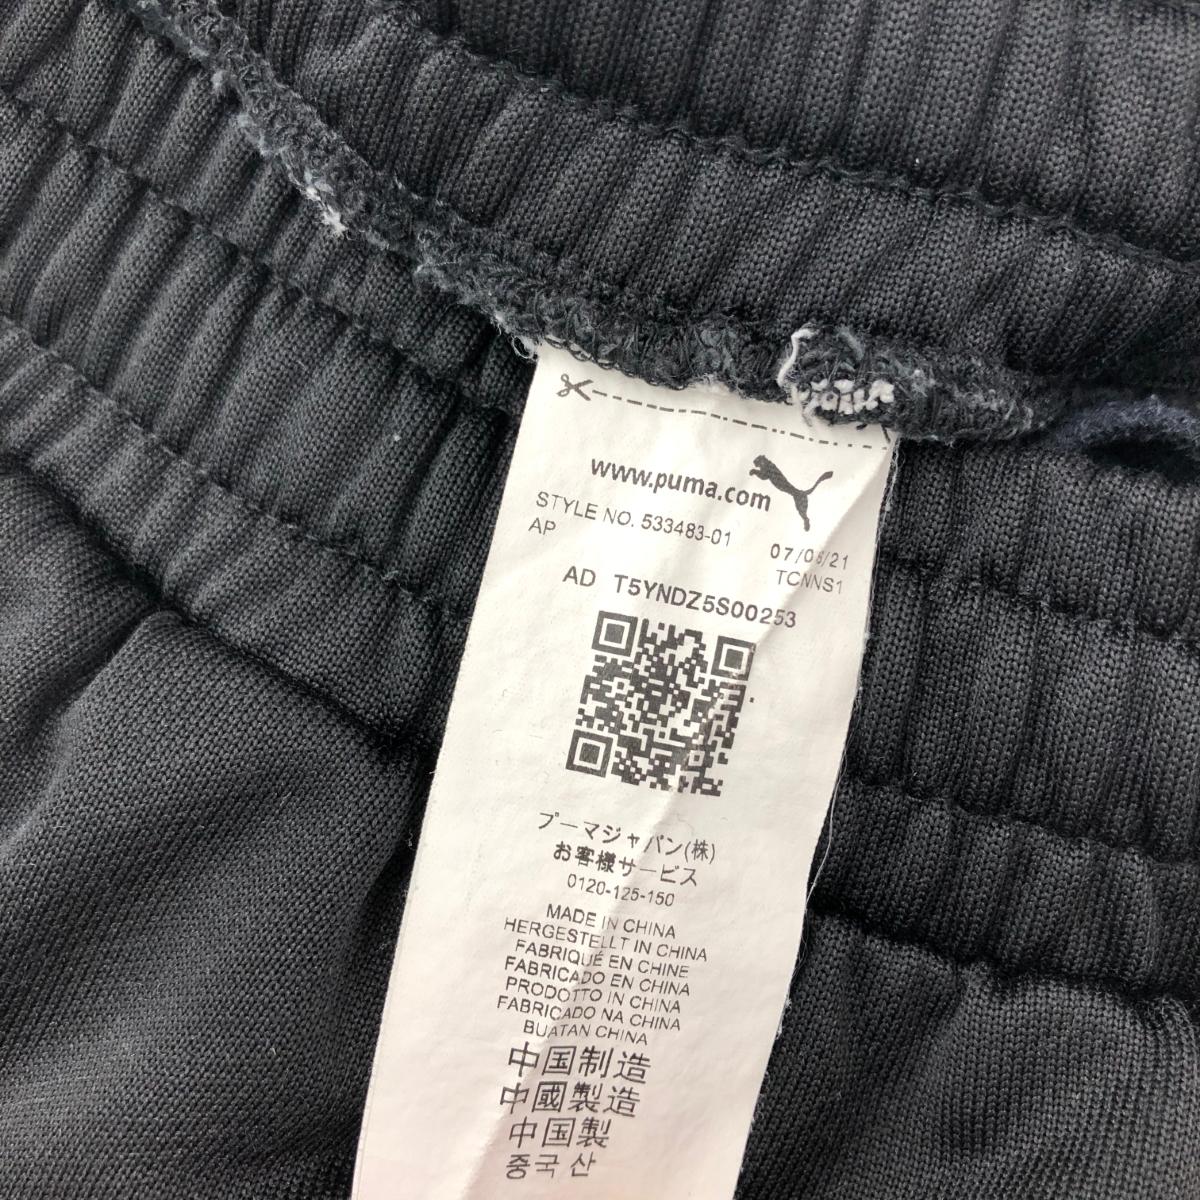 www.puma.com
STYLE NO. 533483-01
AP
TCNNS1
AD T5YNDZ5S00253
プーマジャパン(株)
お客様サービス
0120-125-150
MADE IN CHINA
HERGESTELLT IN CHINA
FABRIQUÉ EN CHINE
FABRICADO EN CHINA
PRODOTTO IN CHINA
FABRICADO NA CHINA
BUATAN CHINA
中国制造
中國製造
中国製
중국 산